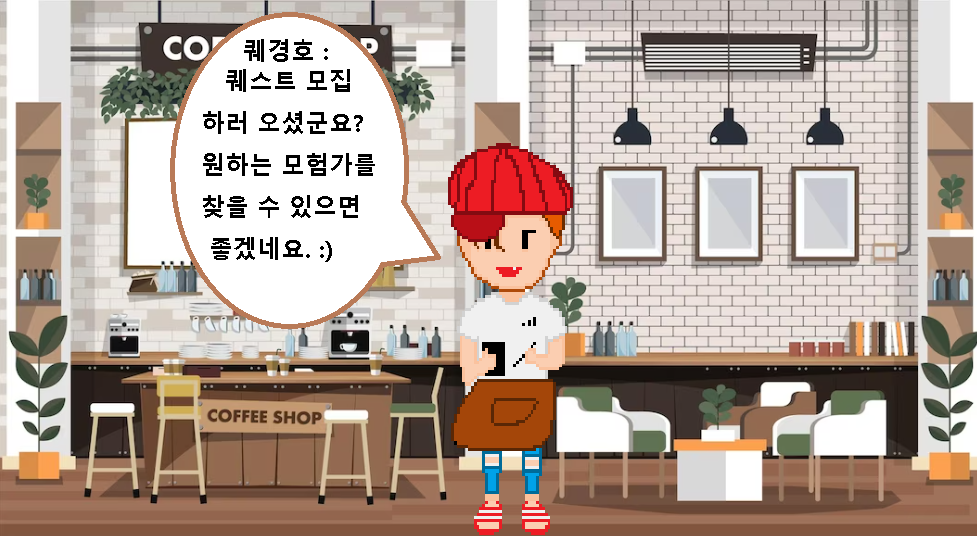 퀘경호 :
퀘스트 모집
하러 오셨군요?
원하는 모험가를
찾을 수 있으면
좋겠네요. :)
COFFEE SHOP